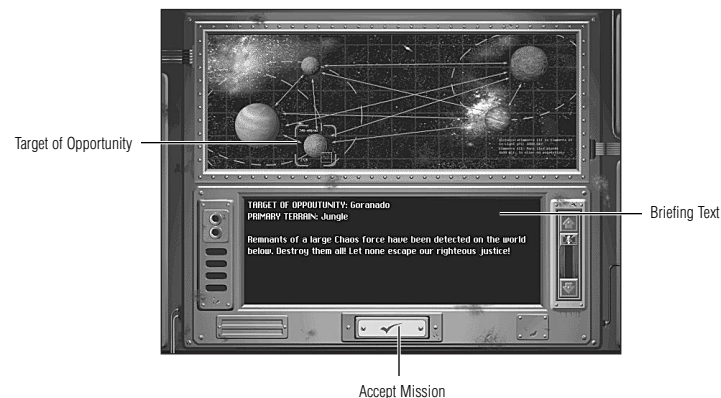 Target of Opportunity
TARGET OF OPPOUTUNITY: Goranado
PRIMARY TERRAIN: Jungle
Remnants of a large Chaos force have been detected on the world
below. Destroy them all! Let none escape our righteous justice!
Briefing Text
Accept Mission